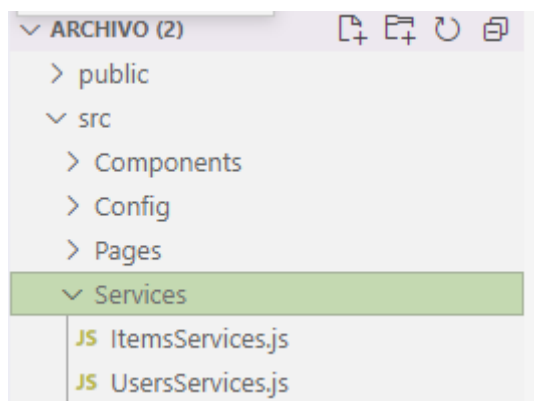 ARCHIVO (2)
public
src
Components
Config
Pages
Services
JS ItemsServices.js
JS UsersServices.js